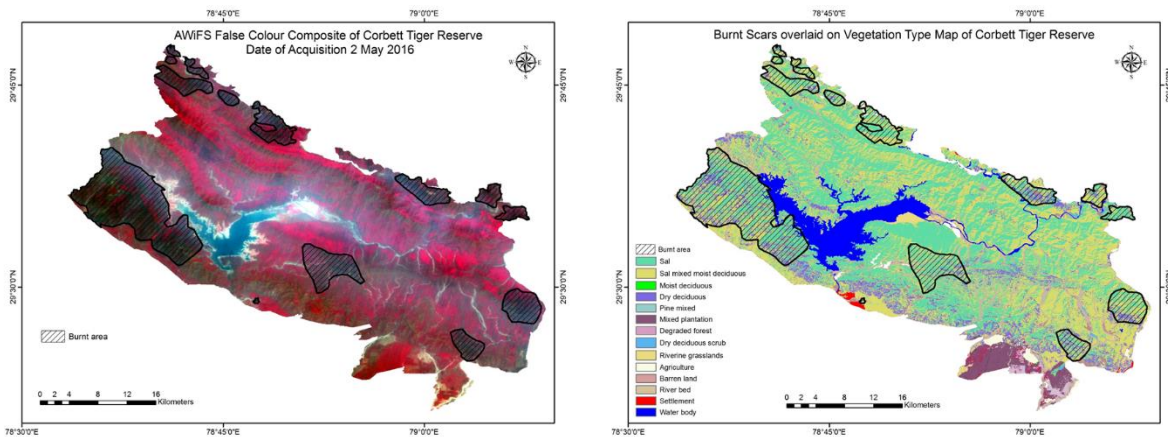 78°45'0"E
79°0'0"E
AWiFS False Colour Composite of Corbett Tiger Reserve
Date of Acquisition 2 May 2016
N
W
E
S
29°45'0"N
29°30'0"N
Burnt area
0 2 4 8 12 16
Kilometers
78°30'0"E
78°45'0"E
79°0'0"E
78°45'0"E
79°0'0"E
Burnt Scars overlaid on Vegetation Type Map of Corbett Tiger Reserve
N
W
E
29°45'0"N
29°45'0"N
29°30'0"N
Burnt area
Sal
Sal mixed moist deciduous
Moist deciduous
Dry deciduous
Pine mixed
Mixed plantation
Degraded forest
Dry deciduous scrub
Riverine grasslands
Agriculture
Barren land
River bed
Settlement
Water body
0 2 4 8 12 16
Kilometers
78°30'0"E
78°45'0"E
79°0'0"E